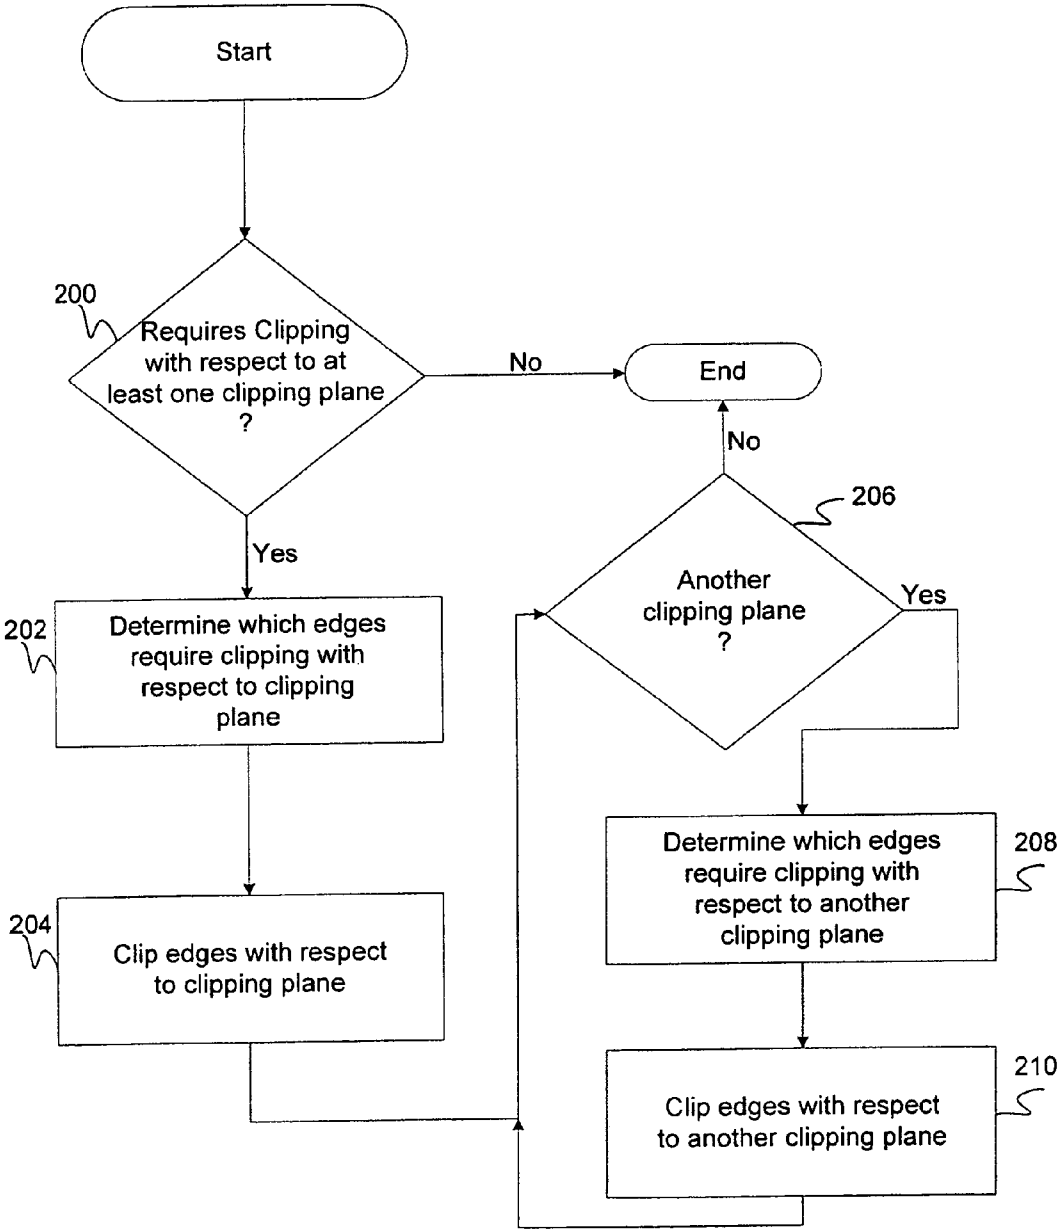 Start
200
Requires Clipping
with respect to at
least one clipping plane
?
No
End
No
Yes
206
Another
clipping plane
?
Yes
202
Determine which edges
require clipping with
respect to clipping
plane
208
Determine which edges
require clipping with
respect to another
clipping plane
204
Clip edges with respect
to clipping plane
210
Clip edges with respect
to another clipping plane